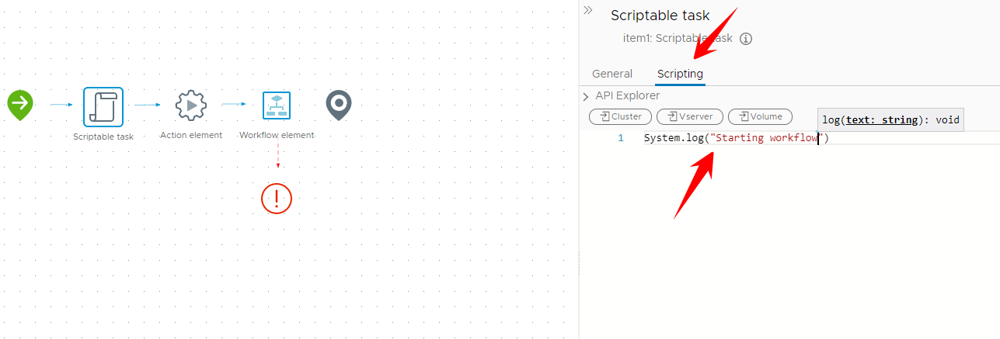 Scriptable task
item1: Scriptable task
General Scripting
API Explorer
Cluster Vserver Volume
log(text: string): void
1 System.log("Starting workflow")
Scriptable task Action element Workflow element